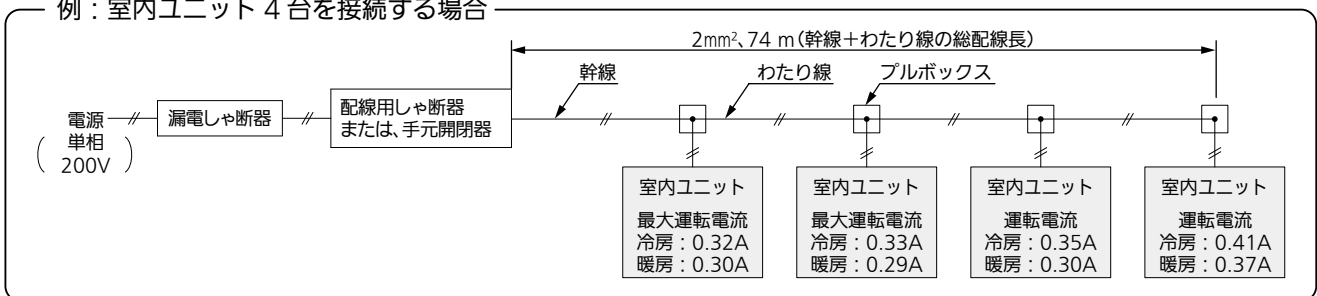 例：室内ユニット 4 台を接続する場合
2mm²、74 m（幹線＋わたり線の総配線長）
幹線
わたり線
プルボックス
電源
単相
200V
漏電しゃ断器
配線用しゃ断器
または、手元開閉器
室内ユニット
最大運転電流
冷房：0.32A
暖房：0.30A
室内ユニット
最大運転電流
冷房：0.33A
暖房：0.29A
室内ユニット
運転電流
冷房：0.35A
暖房：0.30A
室内ユニット
運転電流
冷房：0.41A
暖房：0.37A